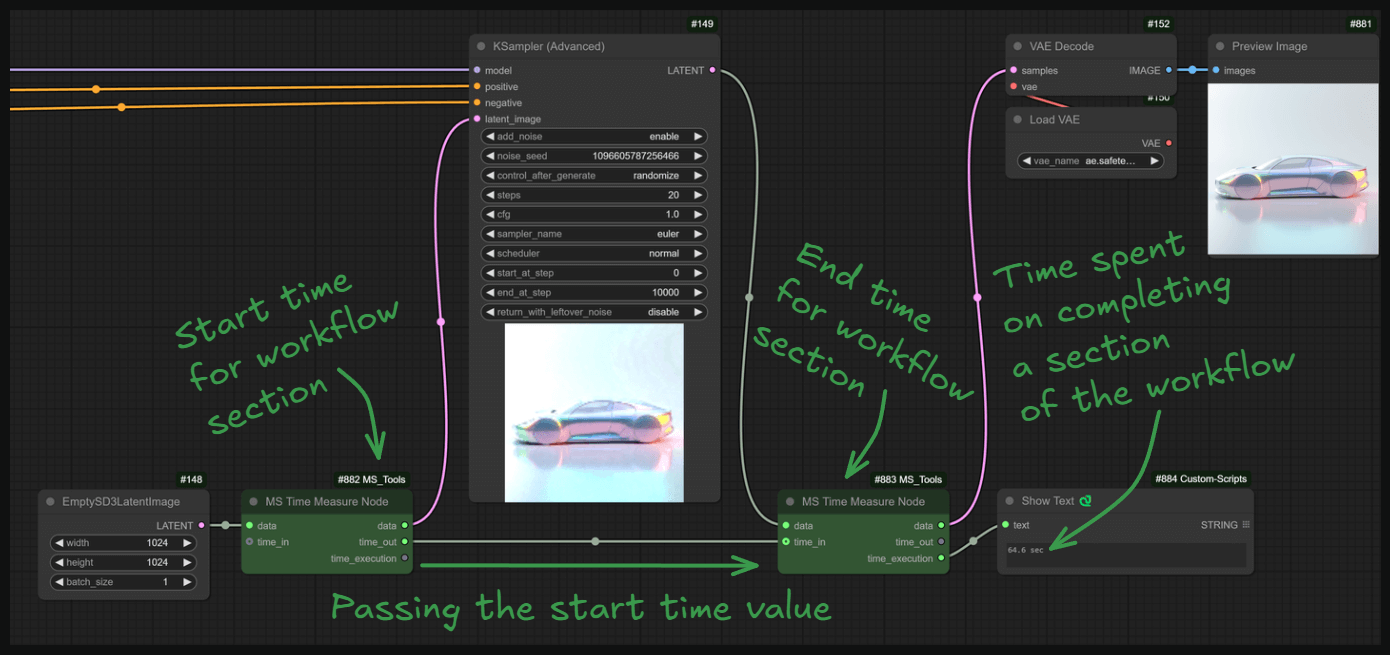 #149
KSampler (Advanced)
model
LATENT
positive
negative
latent_image
add_noise enable
noise_seed 1096605787256466
control_after_generate randomize
steps 20
cfg 1.0
sampler_name euler
scheduler normal
start_at_step 0
end_at_step 10000
return_with_leftover_noise disable
#152
VAE Decode
samples
IMAGE
vae
#150
Load VAE
VAE
vae_name ae.safete...
#881
Preview Image
images
Start time
for workflow
section
End time
for workflow
section
Time spent
on completing
a section
of the workflow
#148
EmptySD3LatentImage
LATENT
width 1024
height 1024
batch_size 1
#882 MS_Tools
MS Time Measure Node
data data
time_in time_out
time_execution
#883 MS_Tools
MS Time Measure Node
data data
time_in time_out
time_execution
#884 Custom-Scripts
Show Text
text STRING
64.6 sec
Passing the start time value